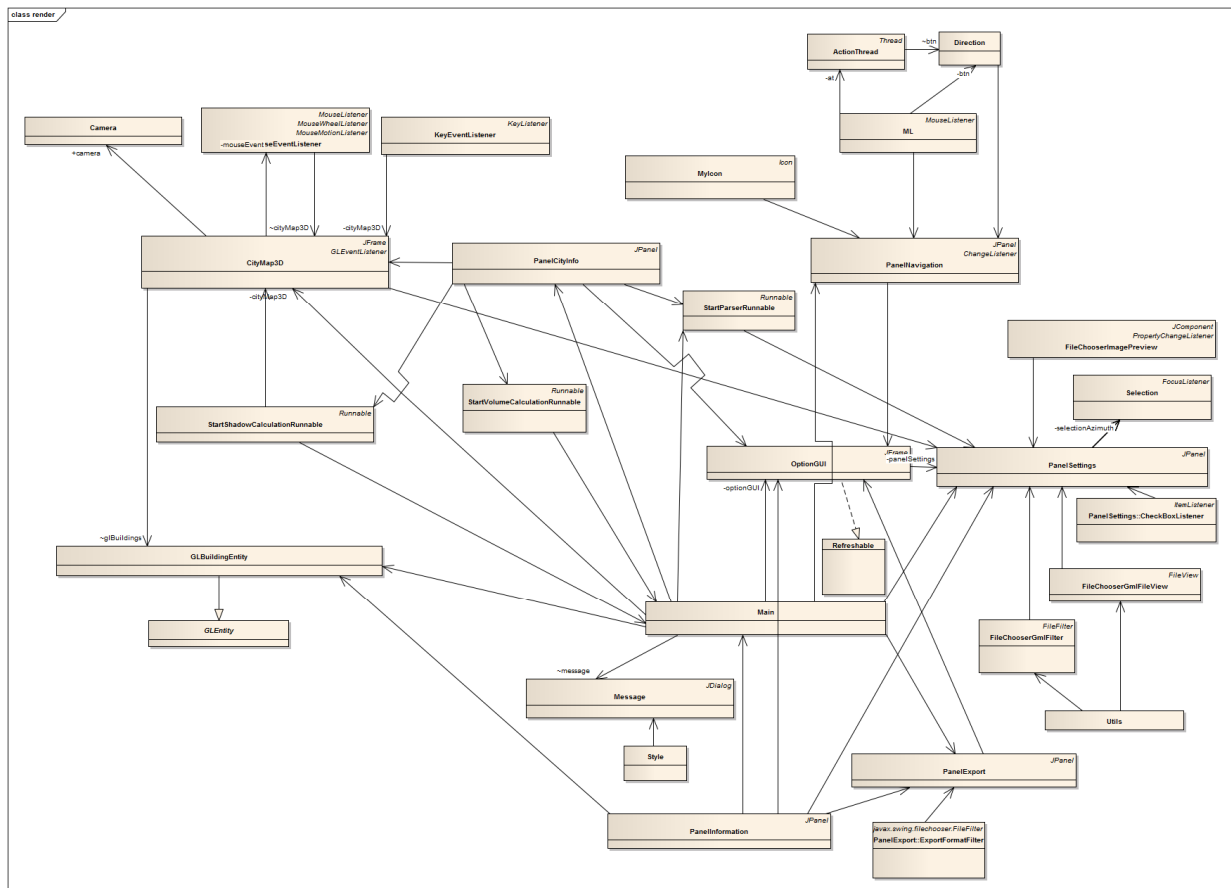 class render
Thread
ActionThread
~btn
Direction
-at
-btn
MouseListener
ML
Camera
+camera
MouseListener
MouseWheelListener
MouseMotionListener
-mouseEvent
seEventListener
KeyListener
KeyEventListener
Icon
MyIcon
~cityMap3D
-cityMap3D
JFrame
GLEventListener
CityMap3D
-cityMap3D
JPanel
PanelCityInfo
JPanel
ChangeListener
PanelNavigation
Runnable
StartParserRunnable
JComponent
PropertyChangeListener
FileChooserImagePreview
Runnable
StartVolumeCalculationRunnable
FocusListener
Selection
-selectionAzimuth
Runnable
StartShadowCalculationRunnable
JFrame
OptionGUI
-panelSettings
-optionGUI
JPanel
PanelSettings
ItemListener
PanelSettings::CheckBoxListener
~glBuildings
GLBuildingEntity
Refreshable
FileView
FileChooserGmlFileView
GLEntity
Main
FileFilter
FileChooserGmlFilter
~message
JDialog
Message
Utils
Style
JPanel
PanelExport
JPanel
PanelInformation
javax.swing.filechooser.FileFilter
PanelExport::ExportFormatFilter